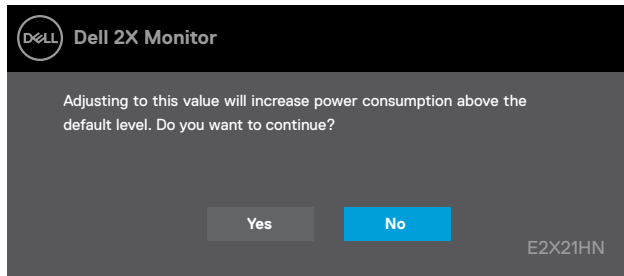 DELL Dell 2X Monitor
Adjusting to this value will increase power consumption above the
default level. Do you want to continue?
Yes No
E2X21HN